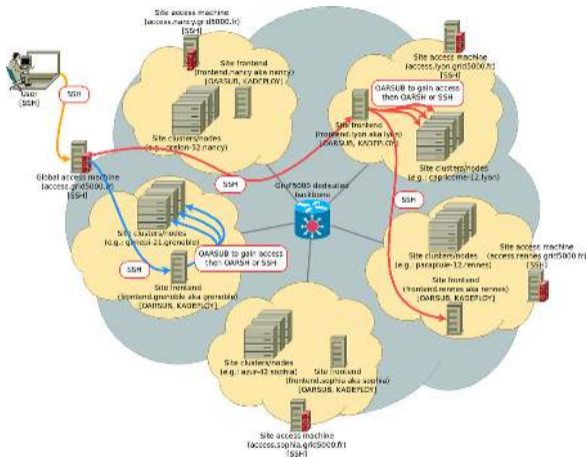 Site access machine
(access.nancy.grid5000.fr)
[SSH]
Site frontend
(frontend.nancy aka nancy)
[OARSUB, KADEPLOY]
Site clusters/nodes
(e.g.: grelon-32.nancy)
Site access machine
(access.lyon.grid5000.fr)
[SSH]
OARSUB to gain access
then OARSH or SSH
Site frontend
(frontend.lyon aka lyon)
[OARSUB, KADEPLOY]
Site clusters/nodes
(e.g.: capricorne-12.lyon)
User
[SSH]
SSH
Global access machine
(access.grid5000.fr)
[SSH]
SSH
Grid'5000 dedicated
backbone
SSH
Site clusters/nodes
(e.g.: genepi-21.grenoble)
OARSUB to gain access
then OARSH or SSH
SSH
Site frontend
(frontend.grenoble aka grenoble)
[OARSUB, KADEPLOY]
Site clusters/nodes
(e.g.: parapluie-12.rennes)
Site access machine
(access.rennes.grid5000.fr)
[SSH]
Site frontend
(frontend.rennes aka rennes)
[OARSUB, KADEPLOY]
Site clusters/nodes
(e.g.: azur-42.sophia)
Site frontend
(frontend.sophia aka sophia)
[OARSUB, KADEPLOY]
Site access machine
(access.sophia.grid5000.fr)
[SSH]